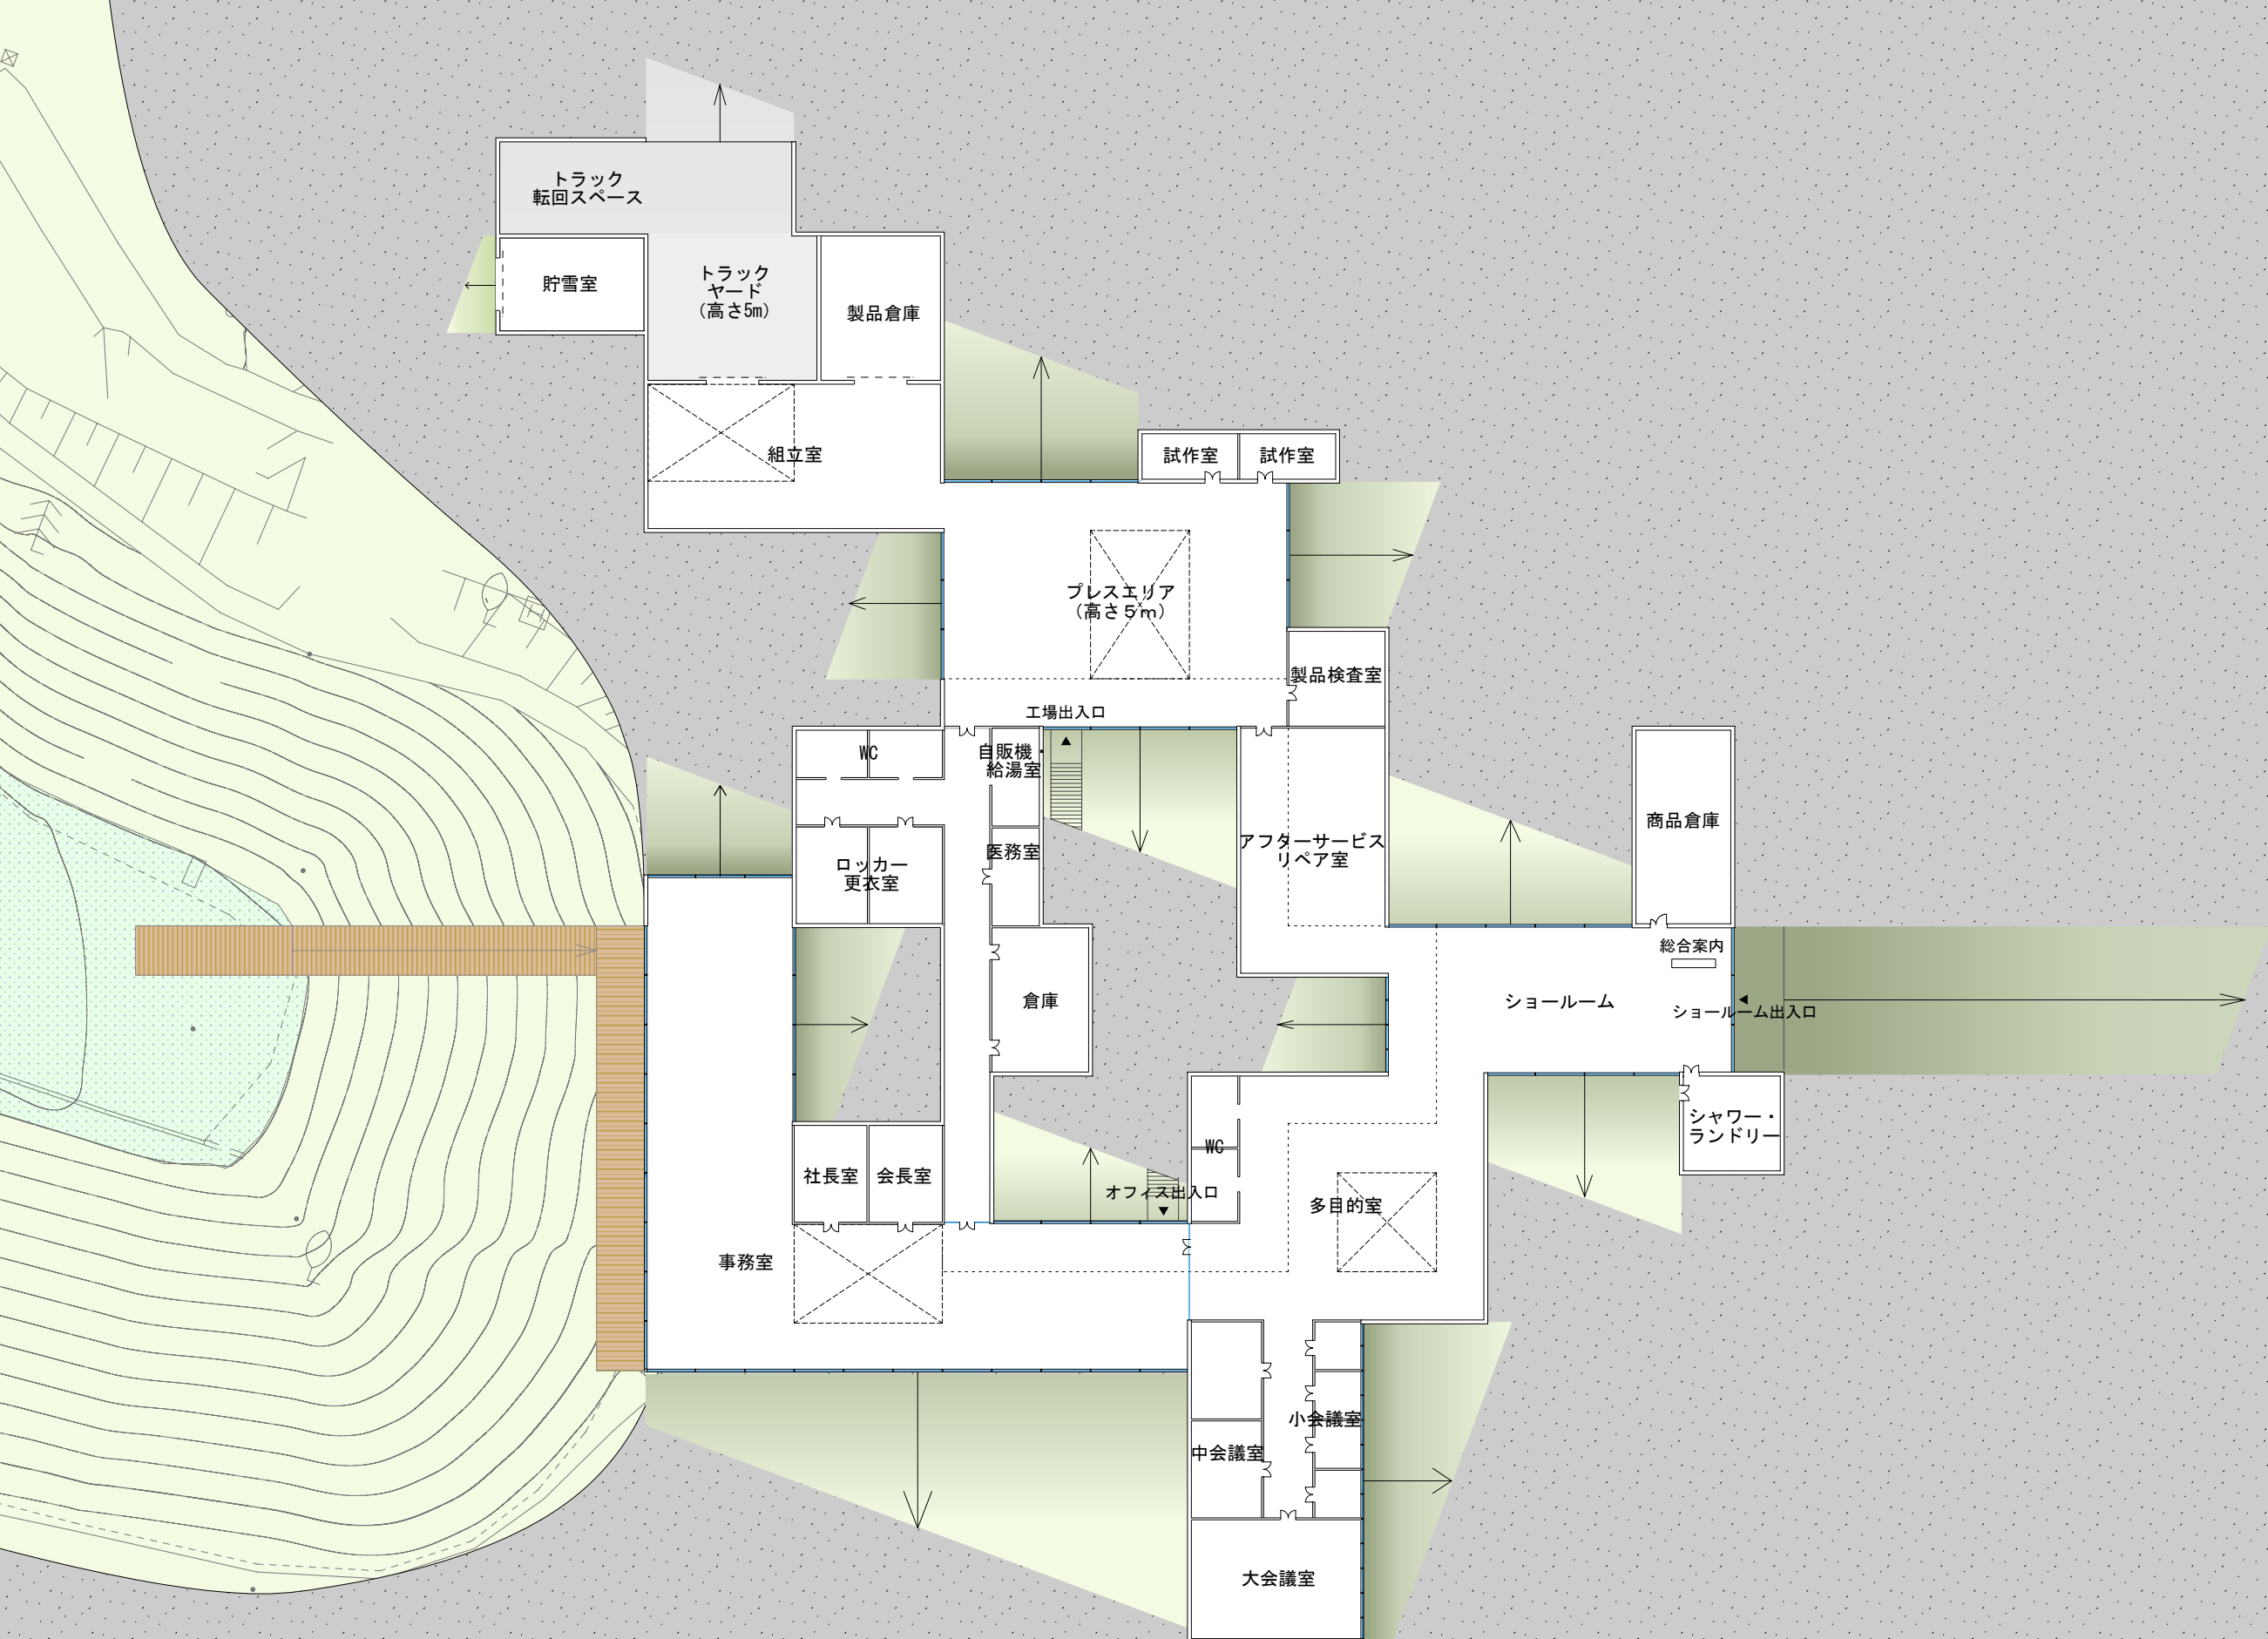 トラック
転回スペース
貯雪室
トラック
ヤード
(高さ5m)
製品倉庫
組立室
試作室
試作室
プレスエリア
(高さ5m)
製品検査室
工場出入口
WC
自販機・
給湯室
医務室
ロッカー
更衣室
アフターサービス
リペア室
商品倉庫
総合案内
ショールーム
ショールーム出入口
倉庫
シャワー・
ランドリー
社長室
会長室
WC
オフィス出入口
多目的室
事務室
小会議室
中会議室
大会議室